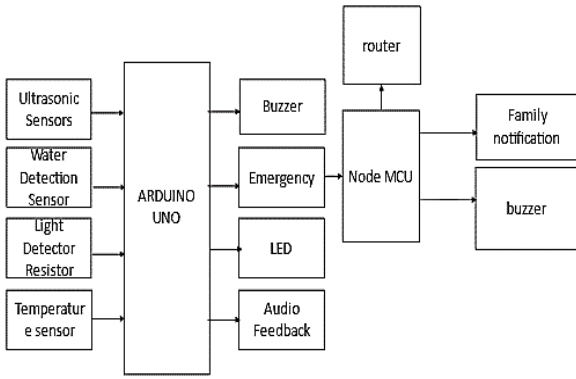 router
Ultrasonic
Sensors
Water
Detection
Sensor
Light
Detector
Resistor
Temperatur
e sensor
ARDUINO
UNO
Buzzer
Emergency
LED
Audio
Feedback
Node MCU
Family
notification
buzzer